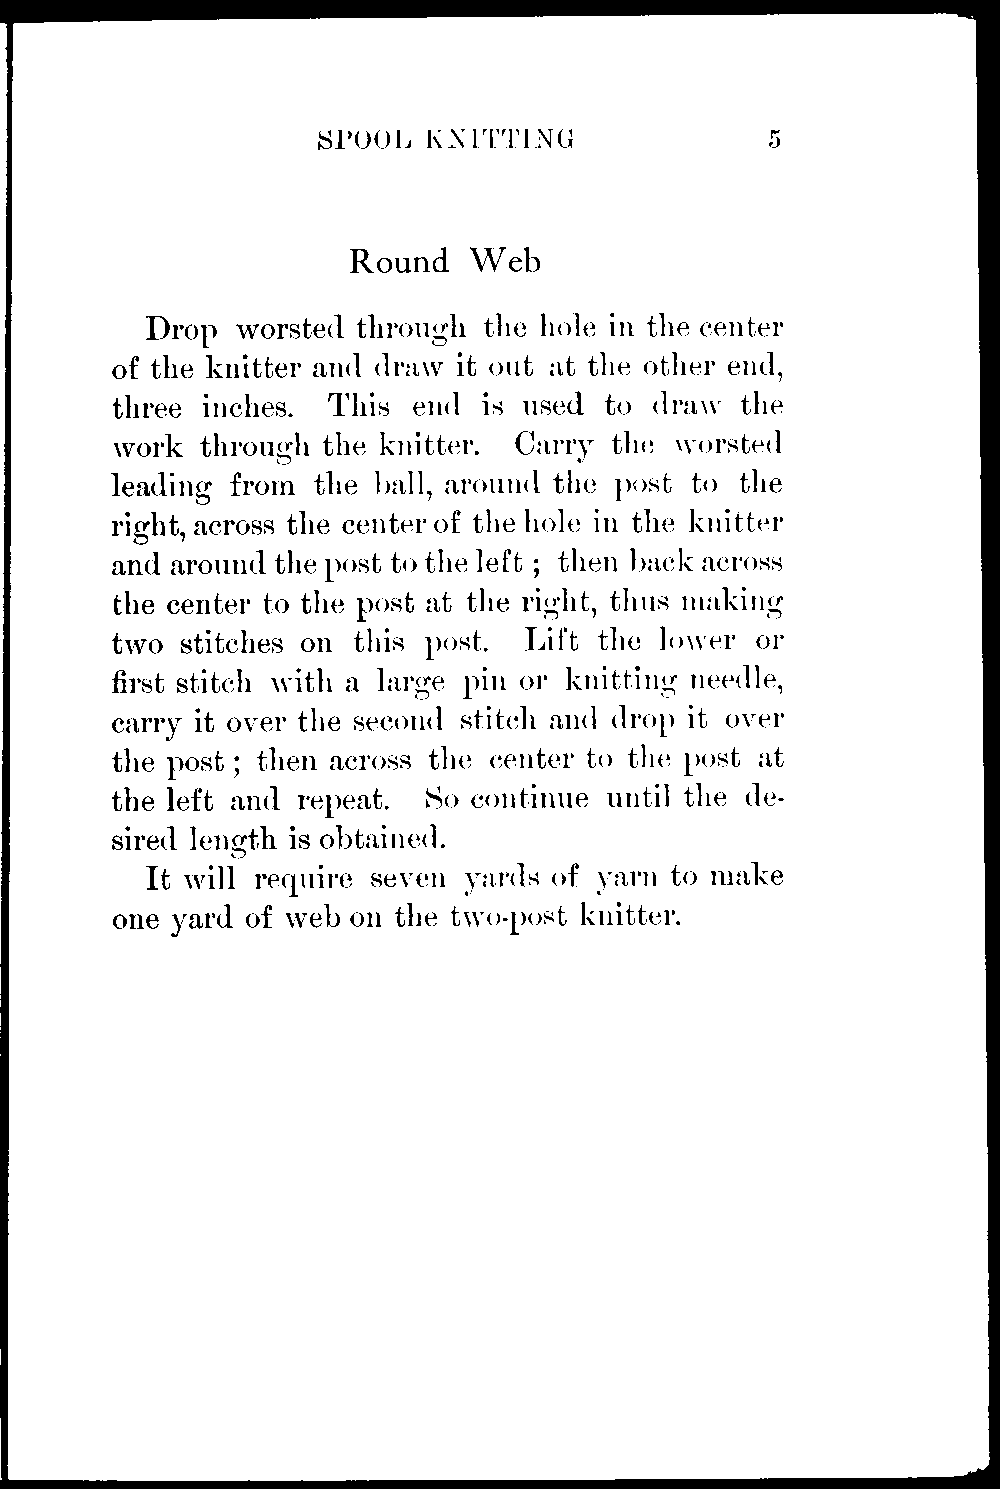 SPOOL KNITTING 5
Round Web
Drop worsted through the hole in the center
of the knitter and draw it out at the other end,
three inches. This end is used to draw the
work through the knitter. Carry the worsted
leading from the ball, around the post to the
right, across the center of the hole in the knitter
and around the post to the left ; then back across
the center to the post at the right, thus making
two stitches on this post. Lift the lower or
first stitch with a large pin or knitting needle,
carry it over the second stitch and drop it over
the post ; then across the center to the post at
the left and repeat. So continue until the de-
sired length is obtained.
It will require seven yards of yarn to make
one yard of web on the two-post knitter.